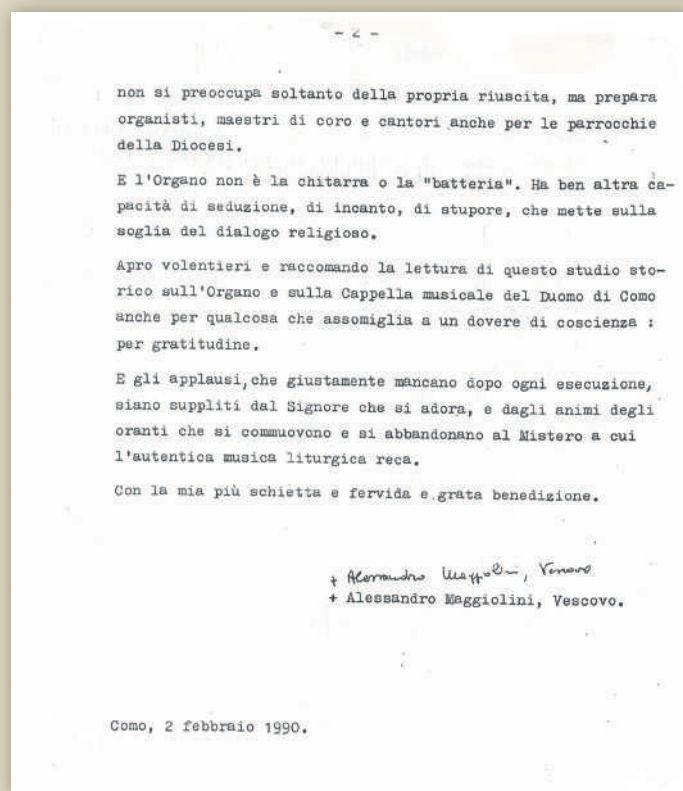 - 2 -
non si preoccupa soltanto della propria riuscita, ma prepara
organisti, maestri di coro e cantori anche per le parrocchie
della Diocesi.
E l'Organo non è la chitarra o la "batteria". Ha ben altra ca-
pacità di seduzione, di incanto, di stupore, che mette sulla
soglia del dialogo religioso.
Apro volentieri e raccomando la lettura di questo studio sto-
rico sull'Organo e sulla Cappella musicale del Duomo di Como
anche per qualcosa che assomiglia a un dovere di coscienza :
per gratitudine.
E gli applausi, che giustamente mancano dopo ogni esecuzione,
siano suppliti dal Signore che si adora, e dagli animi degli
oranti che si commuovono e si abbandonano al Mistero a cui
l'autentica musica liturgica reca.
Con la mia più schietta e fervida e grata benedizione.
+ Alessandro Maggiolini, Vescovo
+ Alessandro Maggiolini, Vescovo.
Como, 2 febbraio 1990.